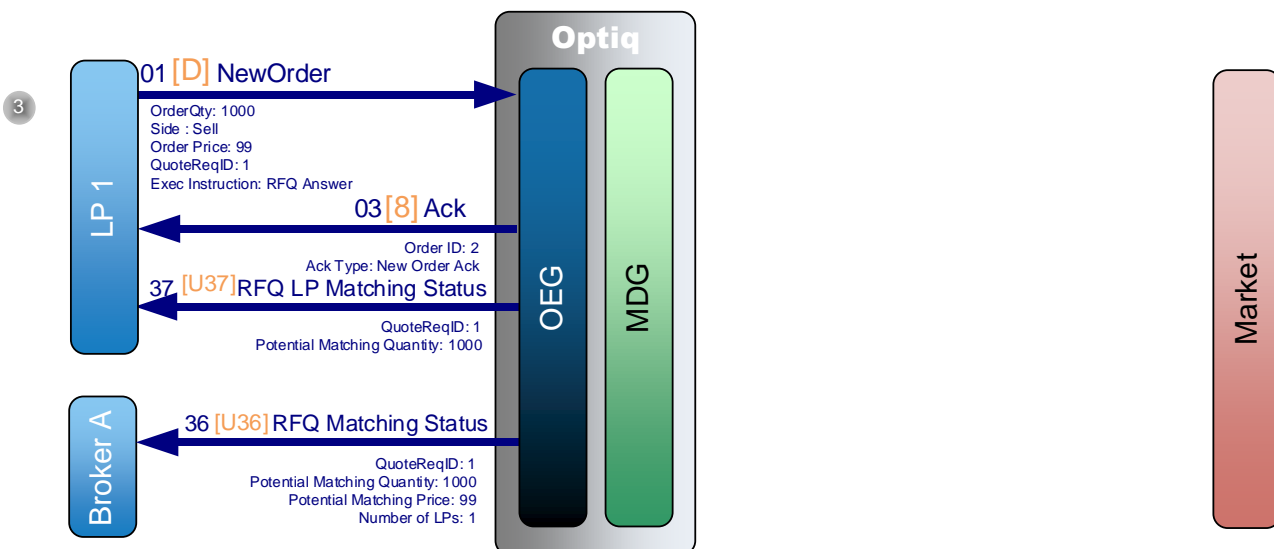 Optiq
3
01 [D] NewOrder
OrderQty: 1000
Side : Sell
Order Price: 99
QuoteReqID: 1
Exec Instruction: RFQ Answer
LP 1
03 [8] Ack
Order ID: 2
Ack Type: New Order Ack
37 [U37] RFQ LP Matching Status
QuoteReqID: 1
Potential Matching Quantity: 1000
OEG
MDG
Market
Broker A
36 [U36] RFQ Matching Status
QuoteReqID: 1
Potential Matching Quantity: 1000
Potential Matching Price: 99
Number of LPs: 1